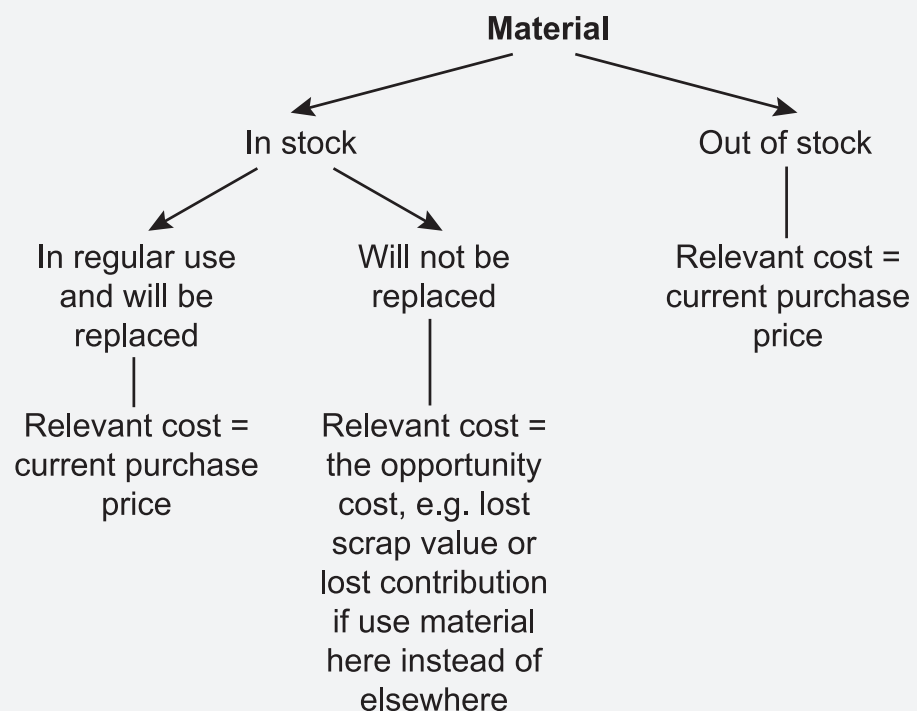 Material
In stock
Out of stock
In regular use
and will be
replaced
Will not be
replaced
Relevant cost =
current purchase
price
Relevant cost =
current purchase
price
Relevant cost =
the opportunity
cost, e.g. lost
scrap value or
lost contribution
if use material
here instead of
elsewhere